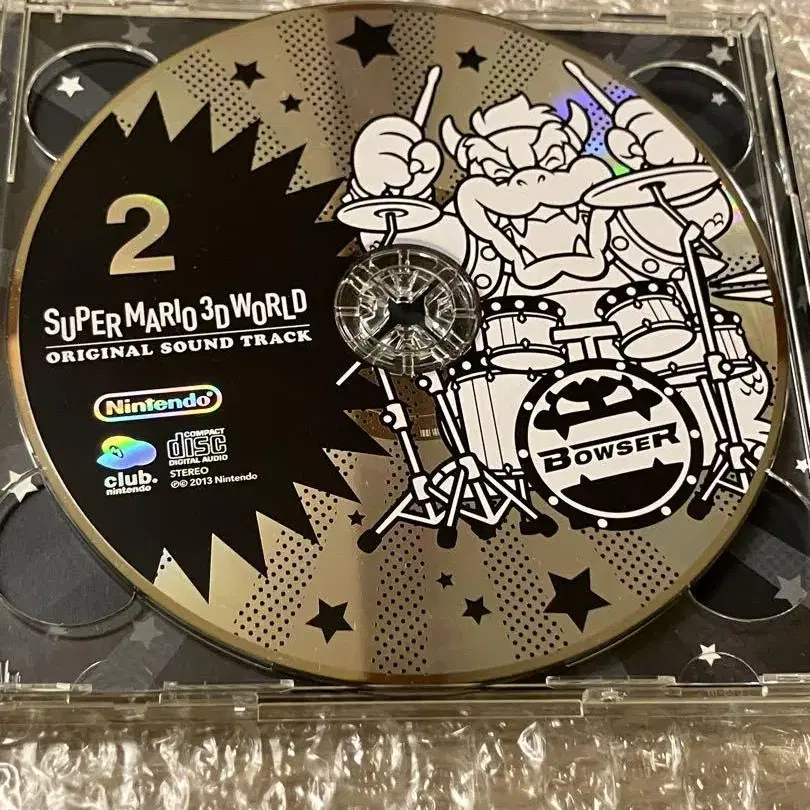 2
SUPER MARIO 3D WORLD
ORIGINAL SOUND TRACK
Nintendo
club.
nintendo
COMPACT
disc
DIGITAL AUDIO
STEREO
℗© 2013 Nintendo
BOWSER